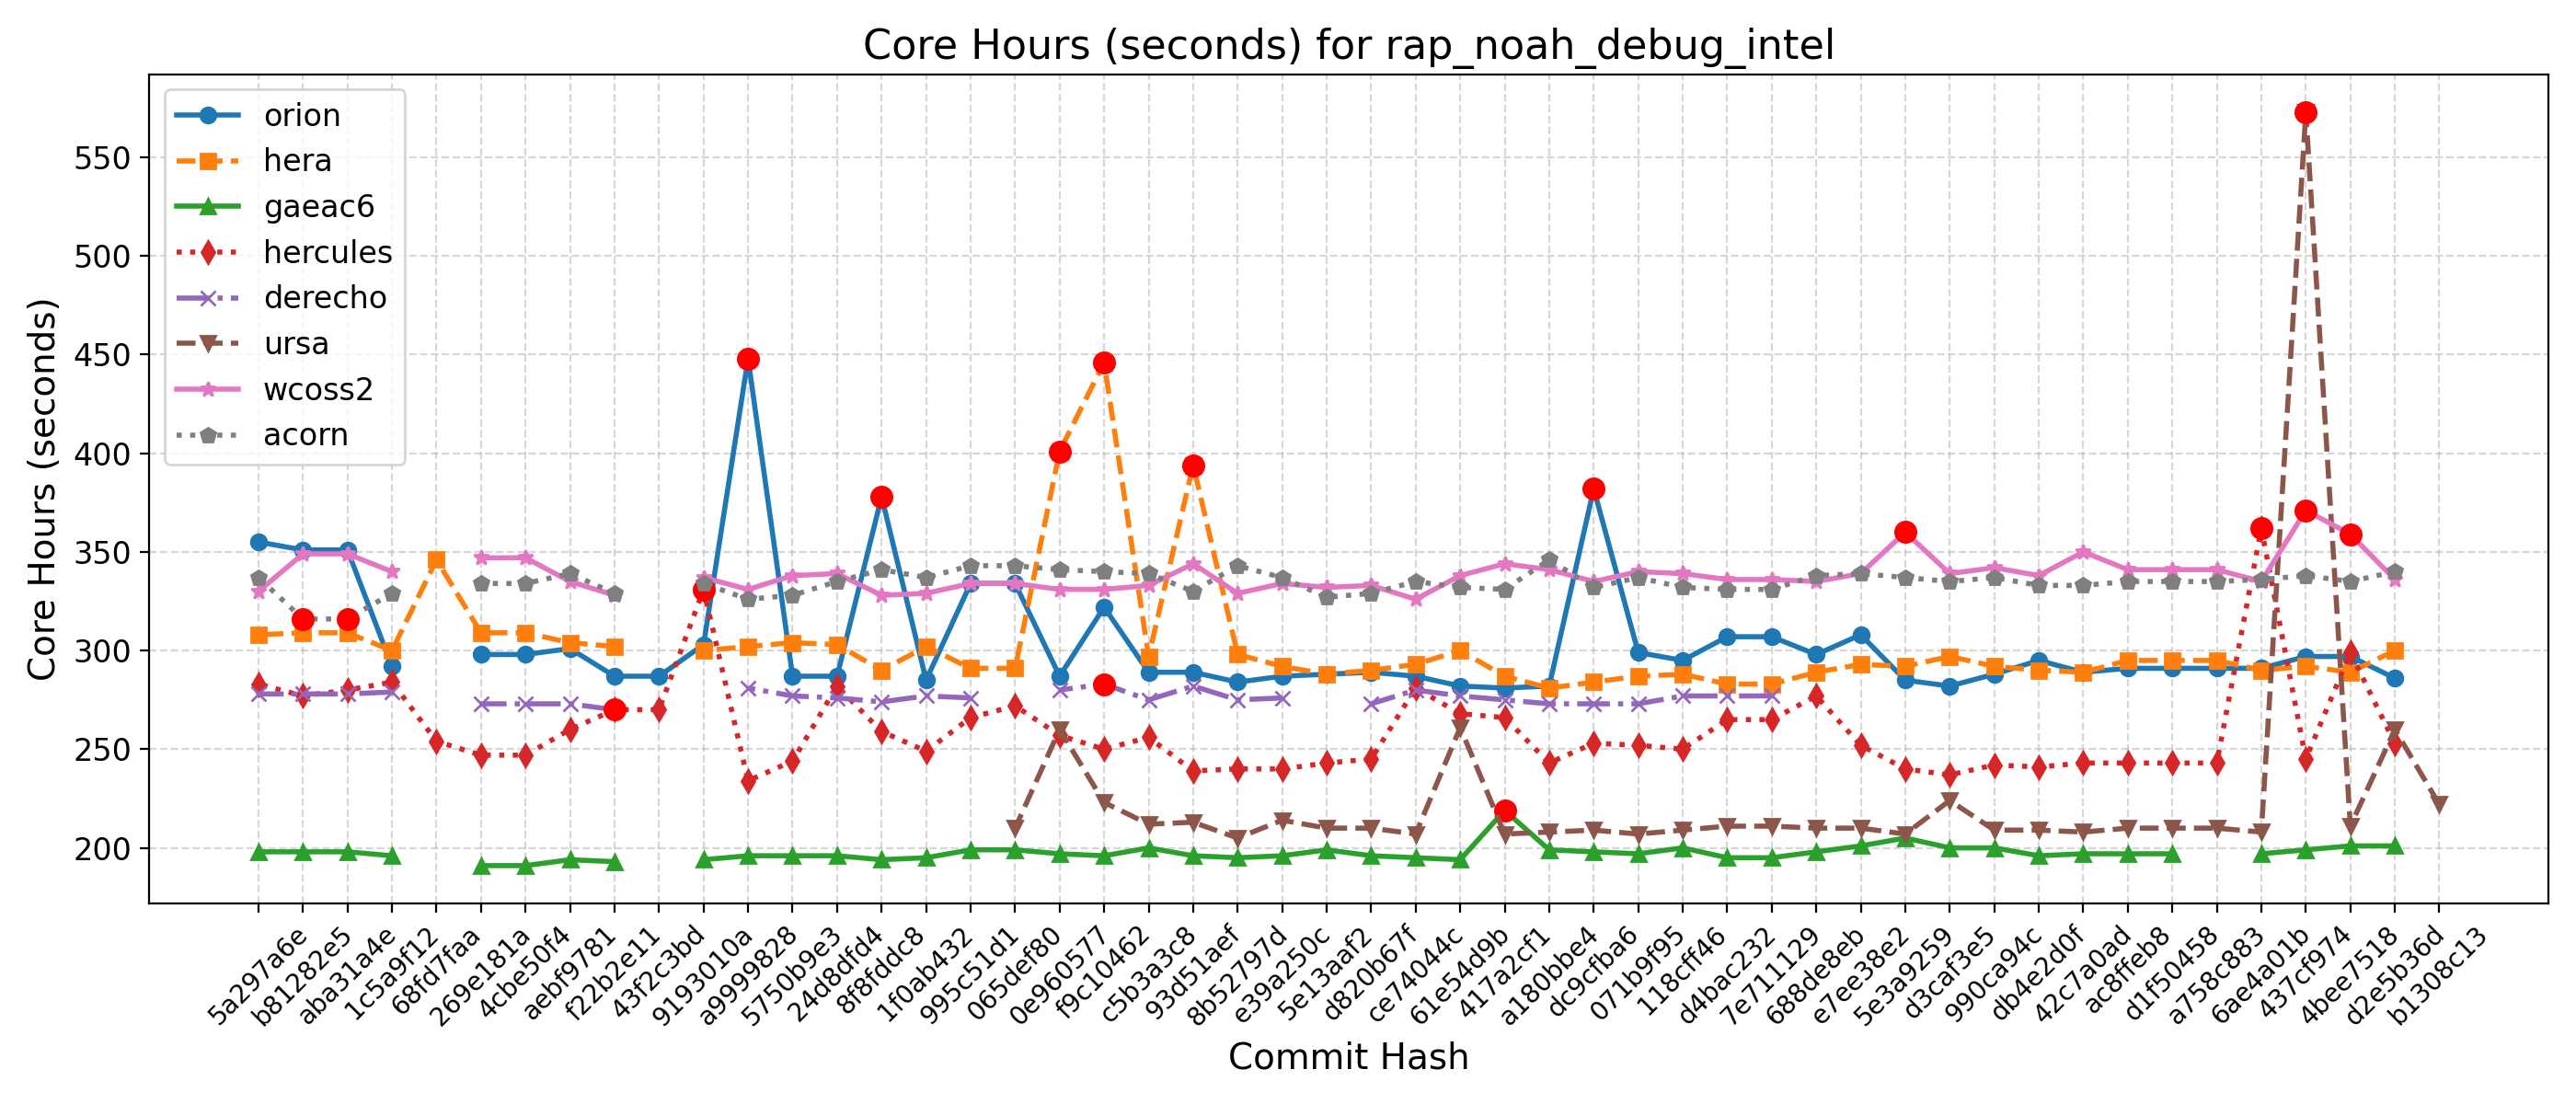 Core Hours (seconds) for rap_noah_debug_intel
Core Hours (seconds)
550
500
450
400
350
300
250
200
orion
hera
gaeac6
hercules
derecho
ursa
wcoss2
acorn
5a297a6e
b81282e5
aba31a4e
1c5a9f12
68fd7faa
269e181a
4cbe50f4
aebf9781
f22b2e11
43f2c3bd
9193010a
a9999828
5750b9e3
24d8dfd4
8f8fddc8
1f0ab432
995c51d1
065def80
0e960577
f9c10462
c5b3a3c8
93d51aef
8b52797d
e39a250c
5e13aaf2
d820b67f
ce74044c
61e54d9b
417a2cf1
a180bbe4
dc9cfba6
071b9f95
118cff46
d4bac232
7e711129
688de8eb
e7ee38e2
5e3a9259
d3caf3e5
990ca94c
db4e2d0f
42c7a0ad
ac8ffeb8
d1f50458
a758c883
6ae4a01b
437cf974
4bee7518
d2e5b36d
b1308c13
Commit Hash